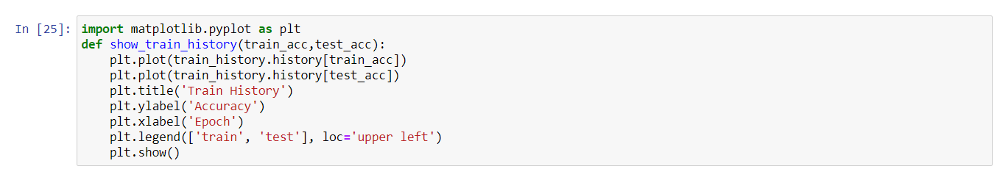 In [25]: import matplotlib.pyplot as plt
def show_train_history(train_acc,test_acc):
    plt.plot(train_history.history[train_acc])
    plt.plot(train_history.history[test_acc])
    plt.title('Train History')
    plt.ylabel('Accuracy')
    plt.xlabel('Epoch')
    plt.legend(['train', 'test'], loc='upper left')
    plt.show()